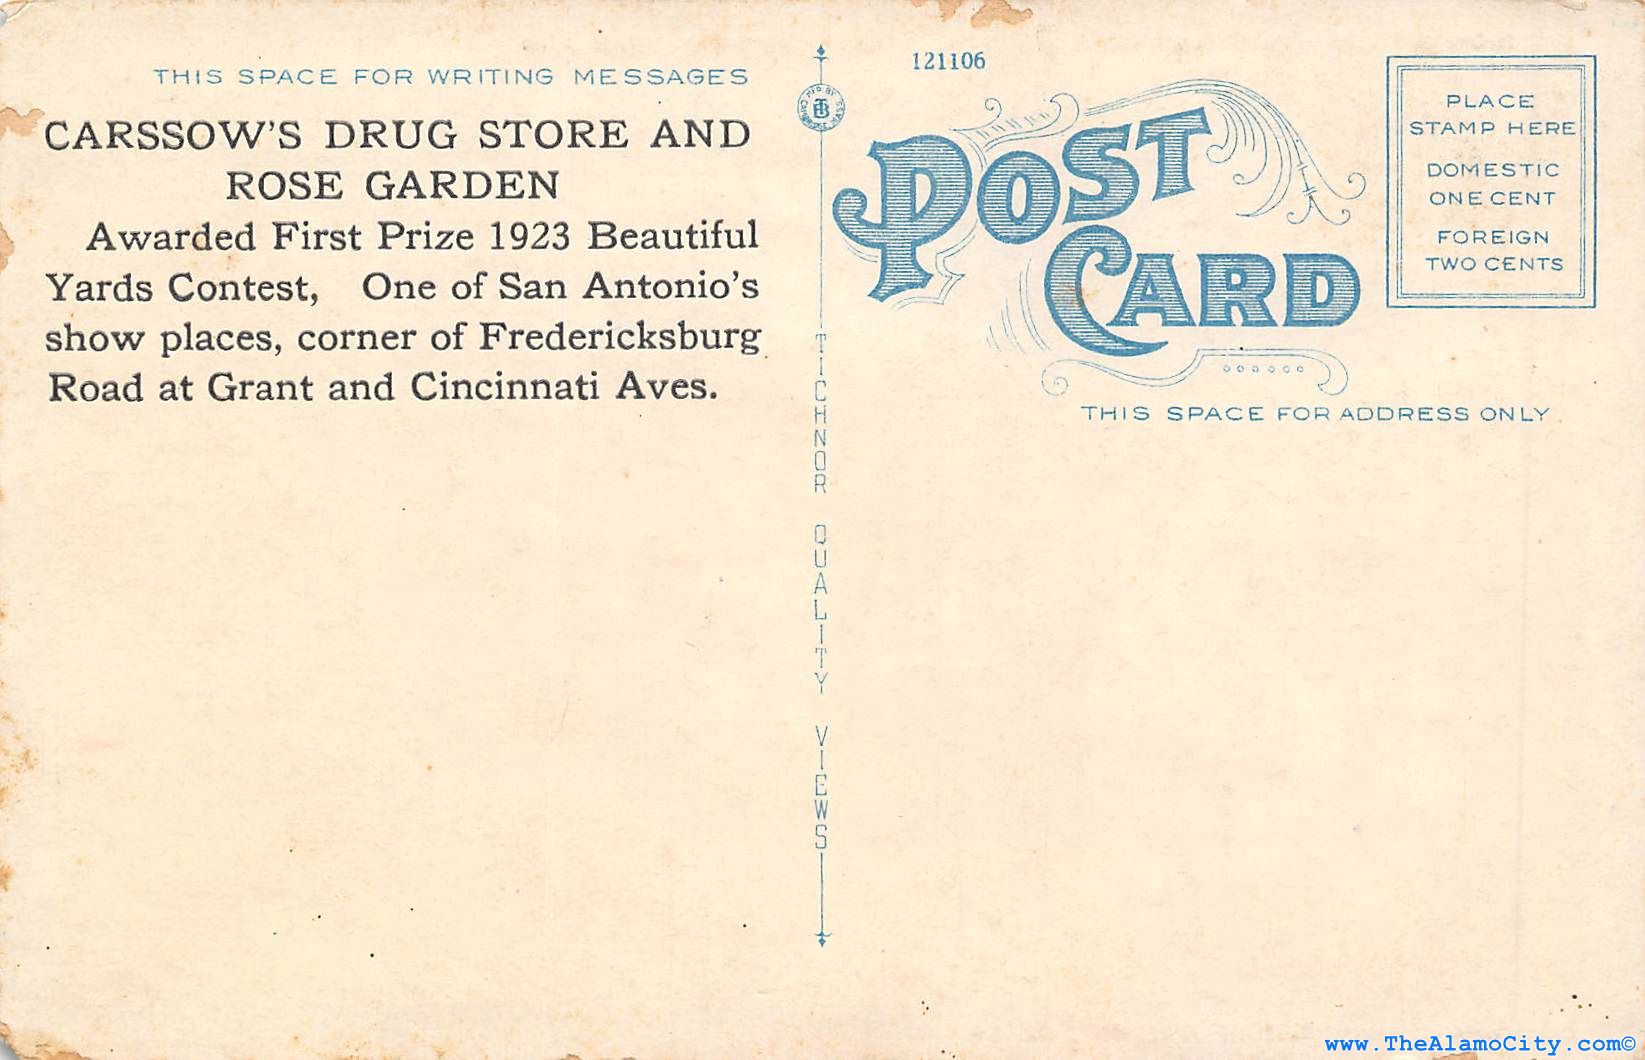 THIS SPACE FOR WRITING MESSAGES
CARSSOW'S DRUG STORE AND
ROSE GARDEN
Awarded First Prize 1923 Beautiful
Yards Contest, One of San Antonio's
show places, corner of Fredericksburg
Road at Grant and Cincinnati Aves.
TICHNOR QUALITY VIEWS
121106
POST
CARD
PLACE
STAMP HERE
DOMESTIC
ONE CENT
FOREIGN
TWO CENTS
THIS SPACE FOR ADDRESS ONLY
www.TheAlamoCity.com©